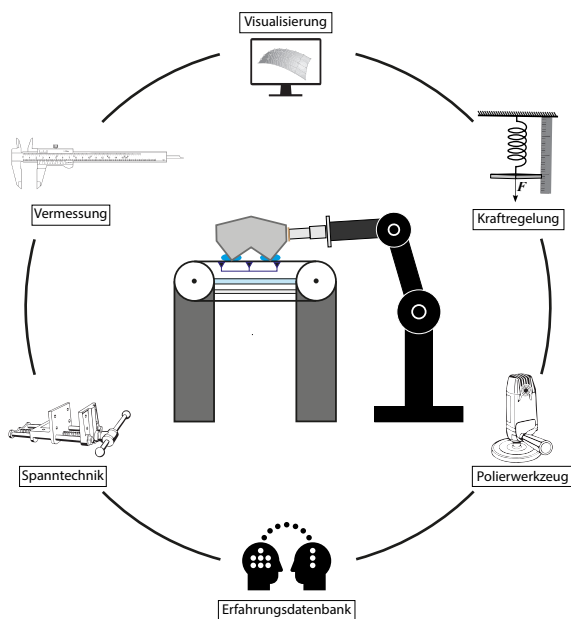 Visualisierung
Vermessung
F
Kraftregelung
Spanntechnik
Polierwerkzeug
Erfahrungsdatenbank